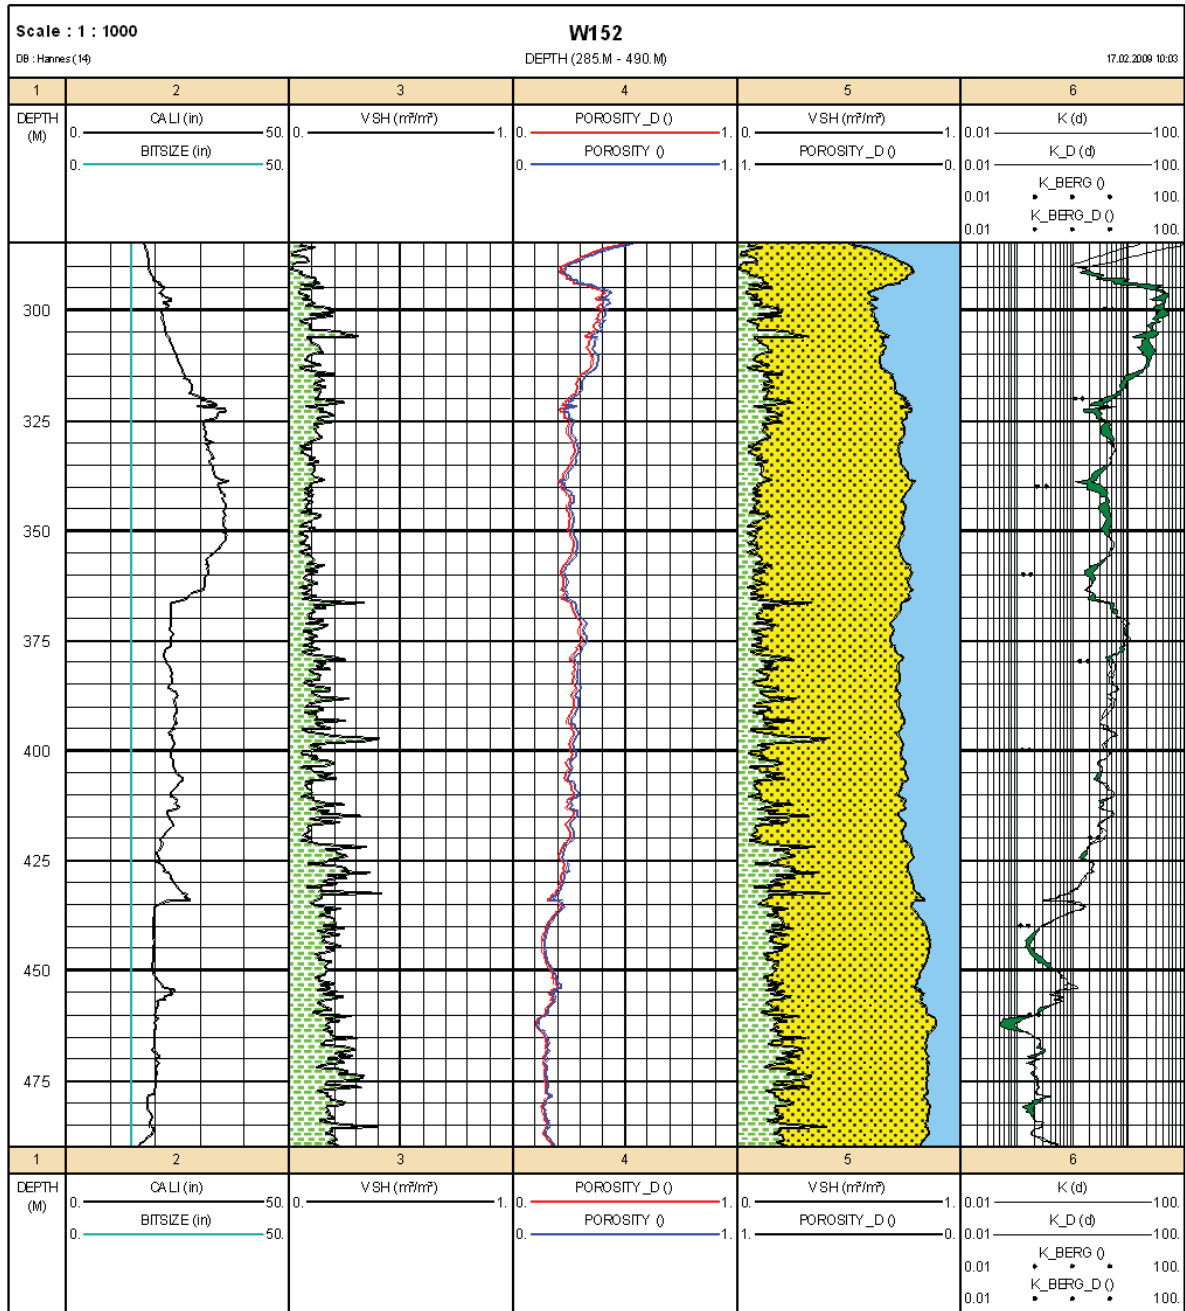 Scale : 1 : 1000
W152
DB : Hannes (14)
DEPTH (285.M - 490.M)
17.02.2009 10:03
1 2 3 4 5 6
DEPTH (M)
0. CALI (in) 50.
0. BITSIZE (in) 50.
0. VSH (m³/m³) 1.
0. POROSITY_D () 1.
0. POROSITY () 1.
0. VSH (m³/m³) 1.
1. POROSITY_D () 0.
0.01 K (d) 100.
0.01 K_D (d) 100.
0.01 K_BERG () 100.
0.01 K_BERG_D () 100.
300
325
350
375
400
425
450
475
1 2 3 4 5 6
DEPTH (M)
0. CALI (in) 50.
0. BITSIZE (in) 50.
0. VSH (m³/m³) 1.
0. POROSITY_D () 1.
0. POROSITY () 1.
0. VSH (m³/m³) 1.
1. POROSITY_D () 0.
0.01 K (d) 100.
0.01 K_D (d) 100.
0.01 K_BERG () 100.
0.01 K_BERG_D () 100.